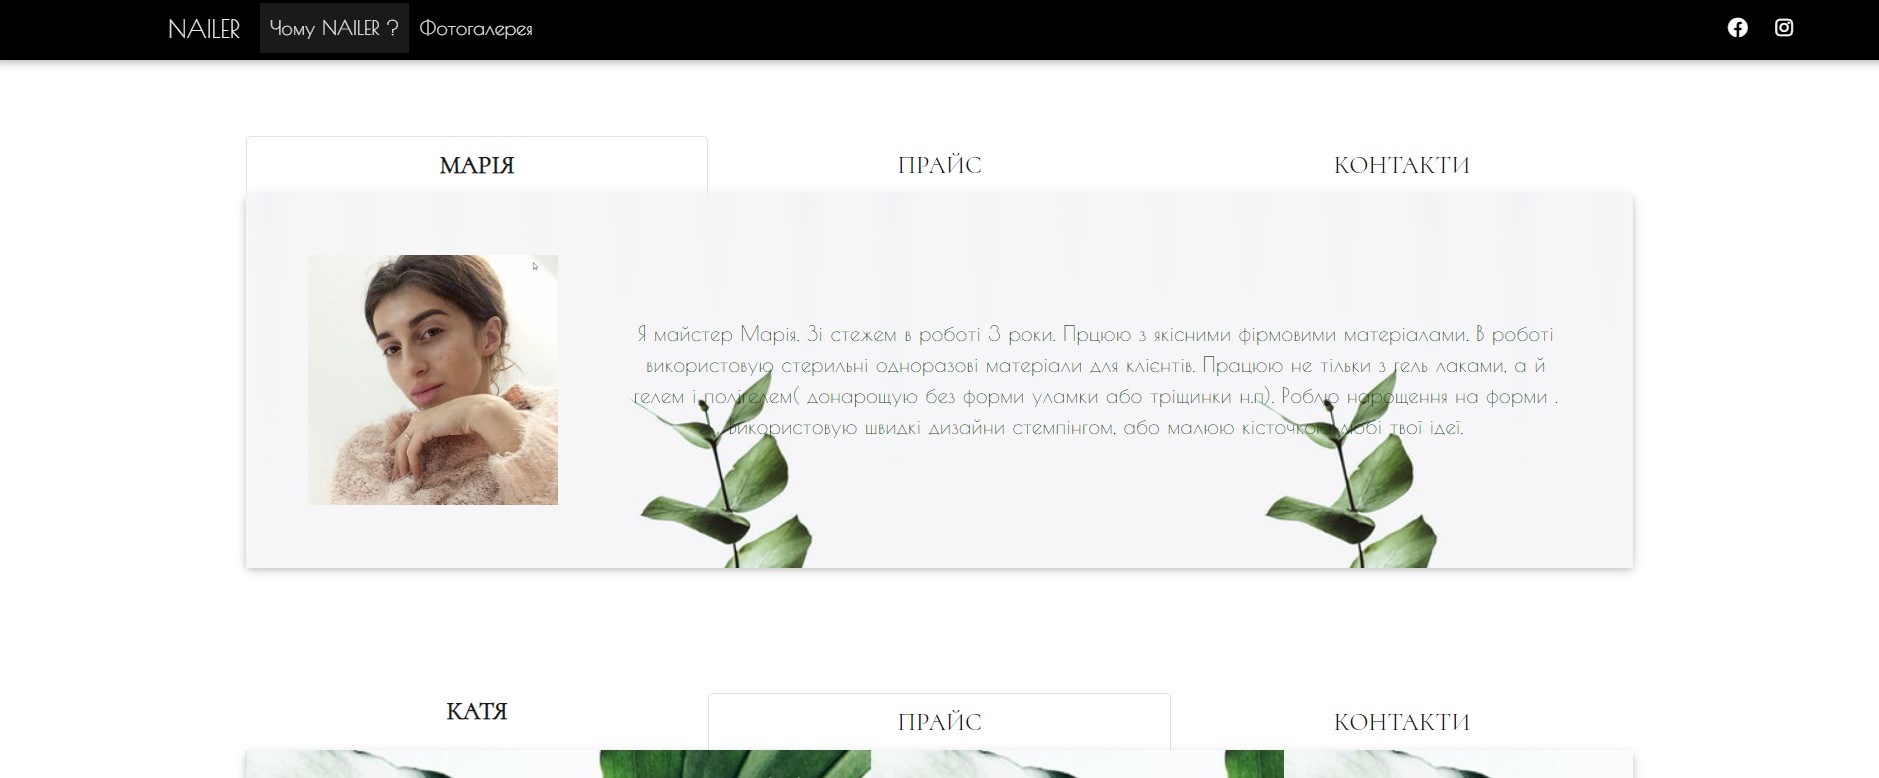 NAILER Чому NAILER ? Фотогалерея
МАРІЯ ПРАЙС КОНТАКТИ
Я майстер Марія. Зі стежем в роботі 3 роки. Прцюю з якісними фірмовими матеріалами. В роботі
використовую стерильні одноразові матеріали для клієнтів. Працюю не тільки з гель лаками, а й
гелем і полігелем( донарощую без форми уламки або тріщинки н.п). Роблю нарощення на форми .
Використовую швидкі дизайни стемпінгом, або малюю кісточкою любі твої ідеї.
КАТЯ ПРАЙС КОНТАКТИ